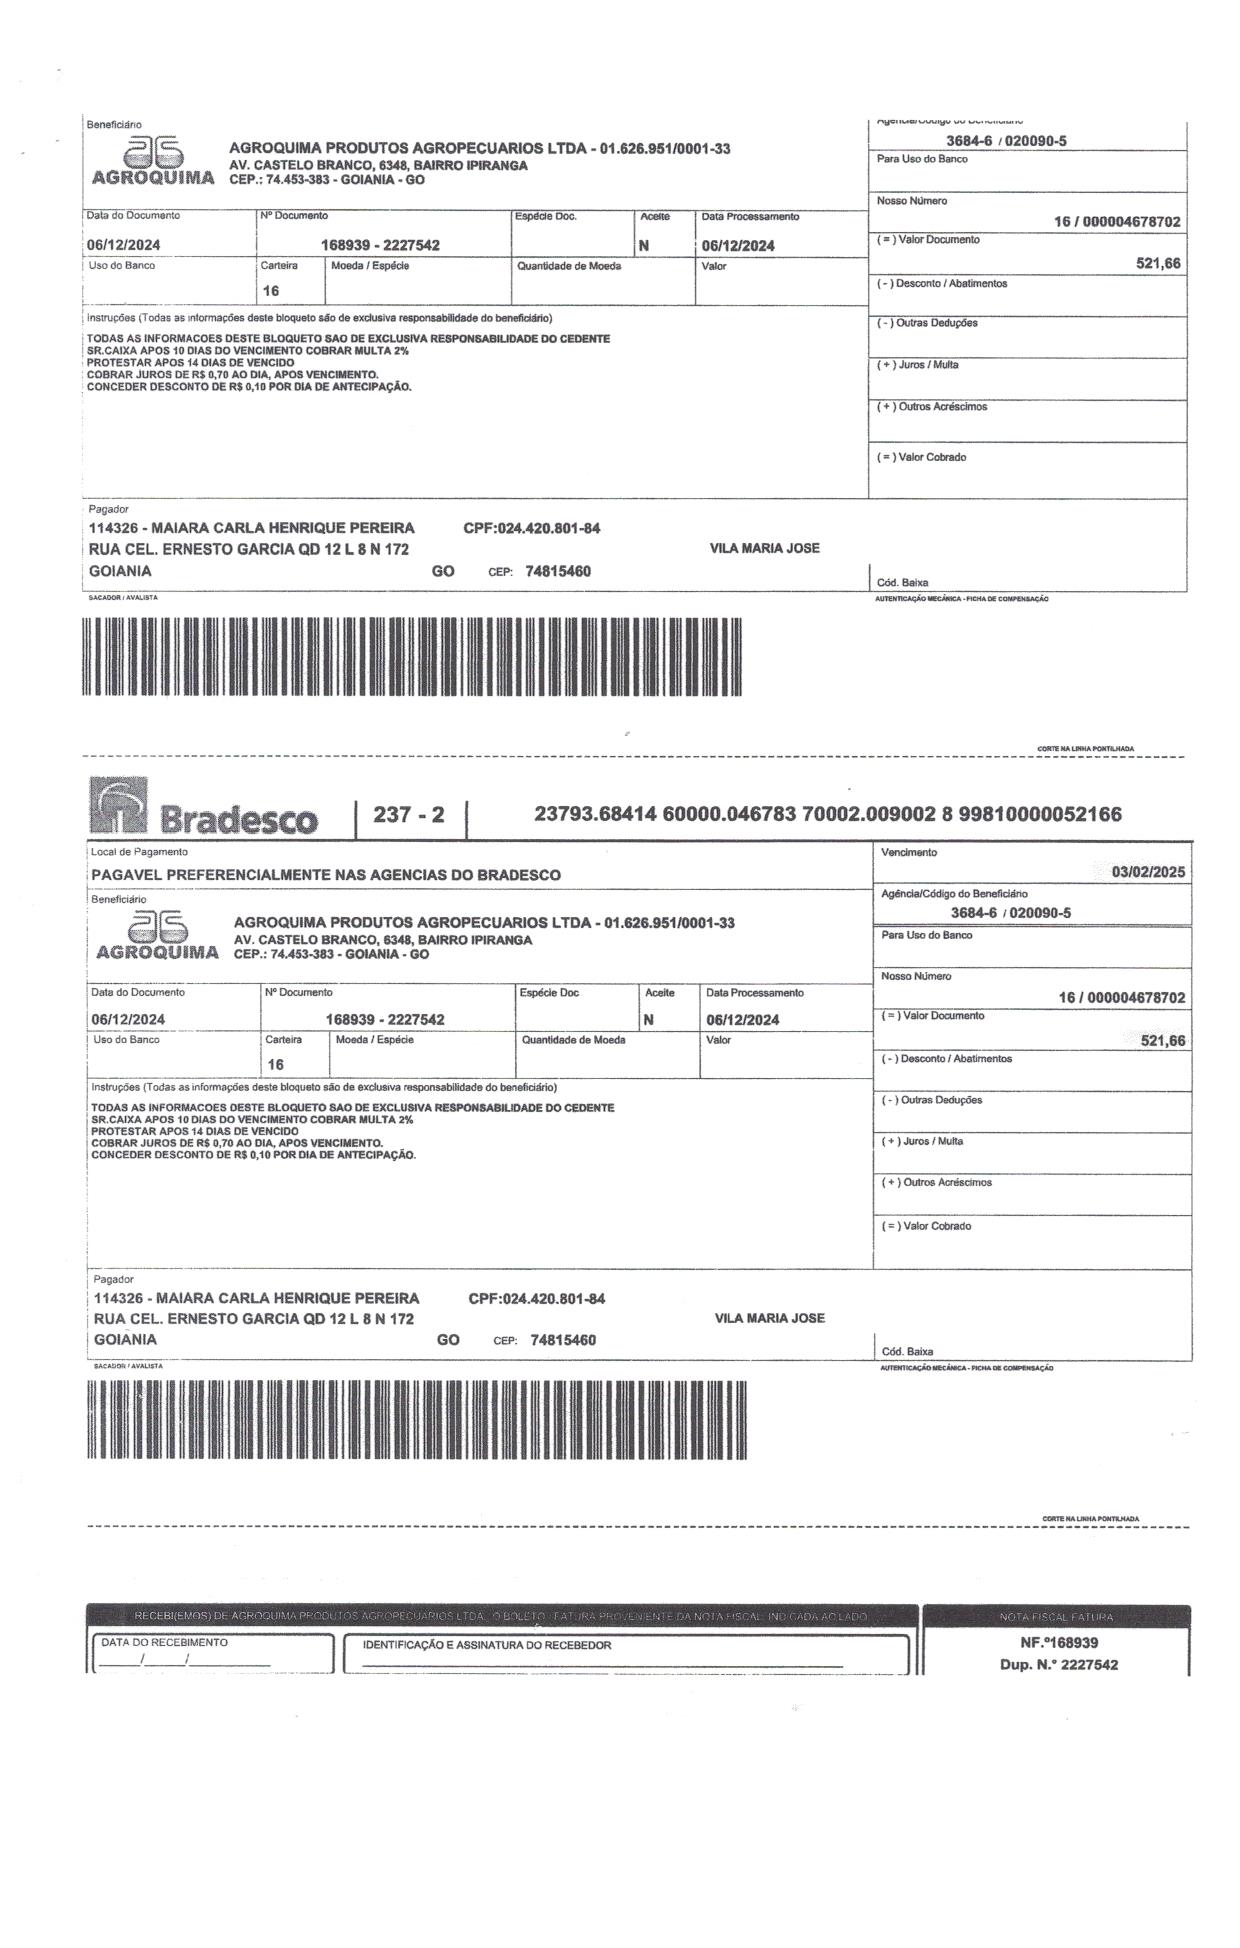 Beneficiário
AGROQUIMA
AGROQUIMA PRODUTOS AGROPECUARIOS LTDA - 01.626.951/0001-33
AV. CASTELO BRANCO, 6348, BAIRRO IPIRANGA
CEP.: 74.453-383 - GOIANIA - GO
Agência/Código do Beneficiário
3684-6 / 020090-5
Para Uso do Banco
Nosso Número
16 / 000004678702
Data do Documento Nº Documento Espécie Doc. Aceite Data Processamento
06/12/2024 168939 - 2227542 N 06/12/2024
( = ) Valor Documento
521,66
Uso do Banco Carteira Moeda / Espécie Quantidade de Moeda Valor
16
( - ) Desconto / Abatimentos
Instruções (Todas as informações deste bloqueto são de exclusiva responsabilidade do beneficiário)
TODAS AS INFORMACOES DESTE BLOQUETO SAO DE EXCLUSIVA RESPONSABILIDADE DO CEDENTE
SR.CAIXA APOS 10 DIAS DO VENCIMENTO COBRAR MULTA 2%
PROTESTAR APOS 14 DIAS DE VENCIDO
COBRAR JUROS DE R$ 0,70 AO DIA, APOS VENCIMENTO.
CONCEDER DESCONTO DE R$ 0,10 POR DIA DE ANTECIPAÇÃO.
( - ) Outras Deduções
( + ) Juros / Multa
( + ) Outros Acréscimos
( = ) Valor Cobrado
Pagador
114326 - MAIARA CARLA HENRIQUE PEREIRA CPF:024.420.801-84
RUA CEL. ERNESTO GARCIA QD 12 L 8 N 172 VILA MARIA JOSE
GOIANIA GO CEP: 74815460
Cód. Baixa
SACADOR / AVALISTA AUTENTICAÇÃO MECÂNICA - FICHA DE COMPENSAÇÃO
CORTE NA LINHA PONTILHADA
Bradesco 237 - 2 23793.68414 60000.046783 70002.009002 8 99810000052166
Local de Pagamento
PAGAVEL PREFERENCIALMENTE NAS AGENCIAS DO BRADESCO
Vencimento
03/02/2025
Beneficiário
AGROQUIMA
AGROQUIMA PRODUTOS AGROPECUARIOS LTDA - 01.626.951/0001-33
AV. CASTELO BRANCO, 6348, BAIRRO IPIRANGA
CEP.: 74.453-383 - GOIANIA - GO
Agência/Código do Beneficiário
3684-6 / 020090-5
Para Uso do Banco
Nosso Número
16 / 000004678702
Data do Documento Nº Documento Espécie Doc Aceite Data Processamento
06/12/2024 168939 - 2227542 N 06/12/2024
( = ) Valor Documento
521,66
Uso do Banco Carteira Moeda / Espécie Quantidade de Moeda Valor
16
( - ) Desconto / Abatimentos
Instruções (Todas as informações deste bloqueto são de exclusiva responsabilidade do beneficiário)
TODAS AS INFORMACOES DESTE BLOQUETO SAO DE EXCLUSIVA RESPONSABILIDADE DO CEDENTE
SR.CAIXA APOS 10 DIAS DO VENCIMENTO COBRAR MULTA 2%
PROTESTAR APOS 14 DIAS DE VENCIDO
COBRAR JUROS DE R$ 0,70 AO DIA, APOS VENCIMENTO.
CONCEDER DESCONTO DE R$ 0,10 POR DIA DE ANTECIPAÇÃO.
( - ) Outras Deduções
( + ) Juros / Multa
( + ) Outros Acréscimos
( = ) Valor Cobrado
Pagador
114326 - MAIARA CARLA HENRIQUE PEREIRA CPF:024.420.801-84
RUA CEL. ERNESTO GARCIA QD 12 L 8 N 172 VILA MARIA JOSE
GOIANIA GO CEP: 74815460
Cód. Baixa
SACADOR / AVALISTA AUTENTICAÇÃO MECÂNICA - FICHA DE COMPENSAÇÃO
CORTE NA LINHA PONTILHADA
RECEBI(EMOS) DE AGROQUIMA PRODUTOS AGROPECUARIOS LTDA., O BOLETO / FATURA PROVENIENTE DA NOTA FISCAL INDICADA AO LADO
NOTA FISCAL FATURA
DATA DO RECEBIMENTO IDENTIFICAÇÃO E ASSINATURA DO RECEBEDOR
____/____/________
NF.º168939
Dup. N.º 2227542